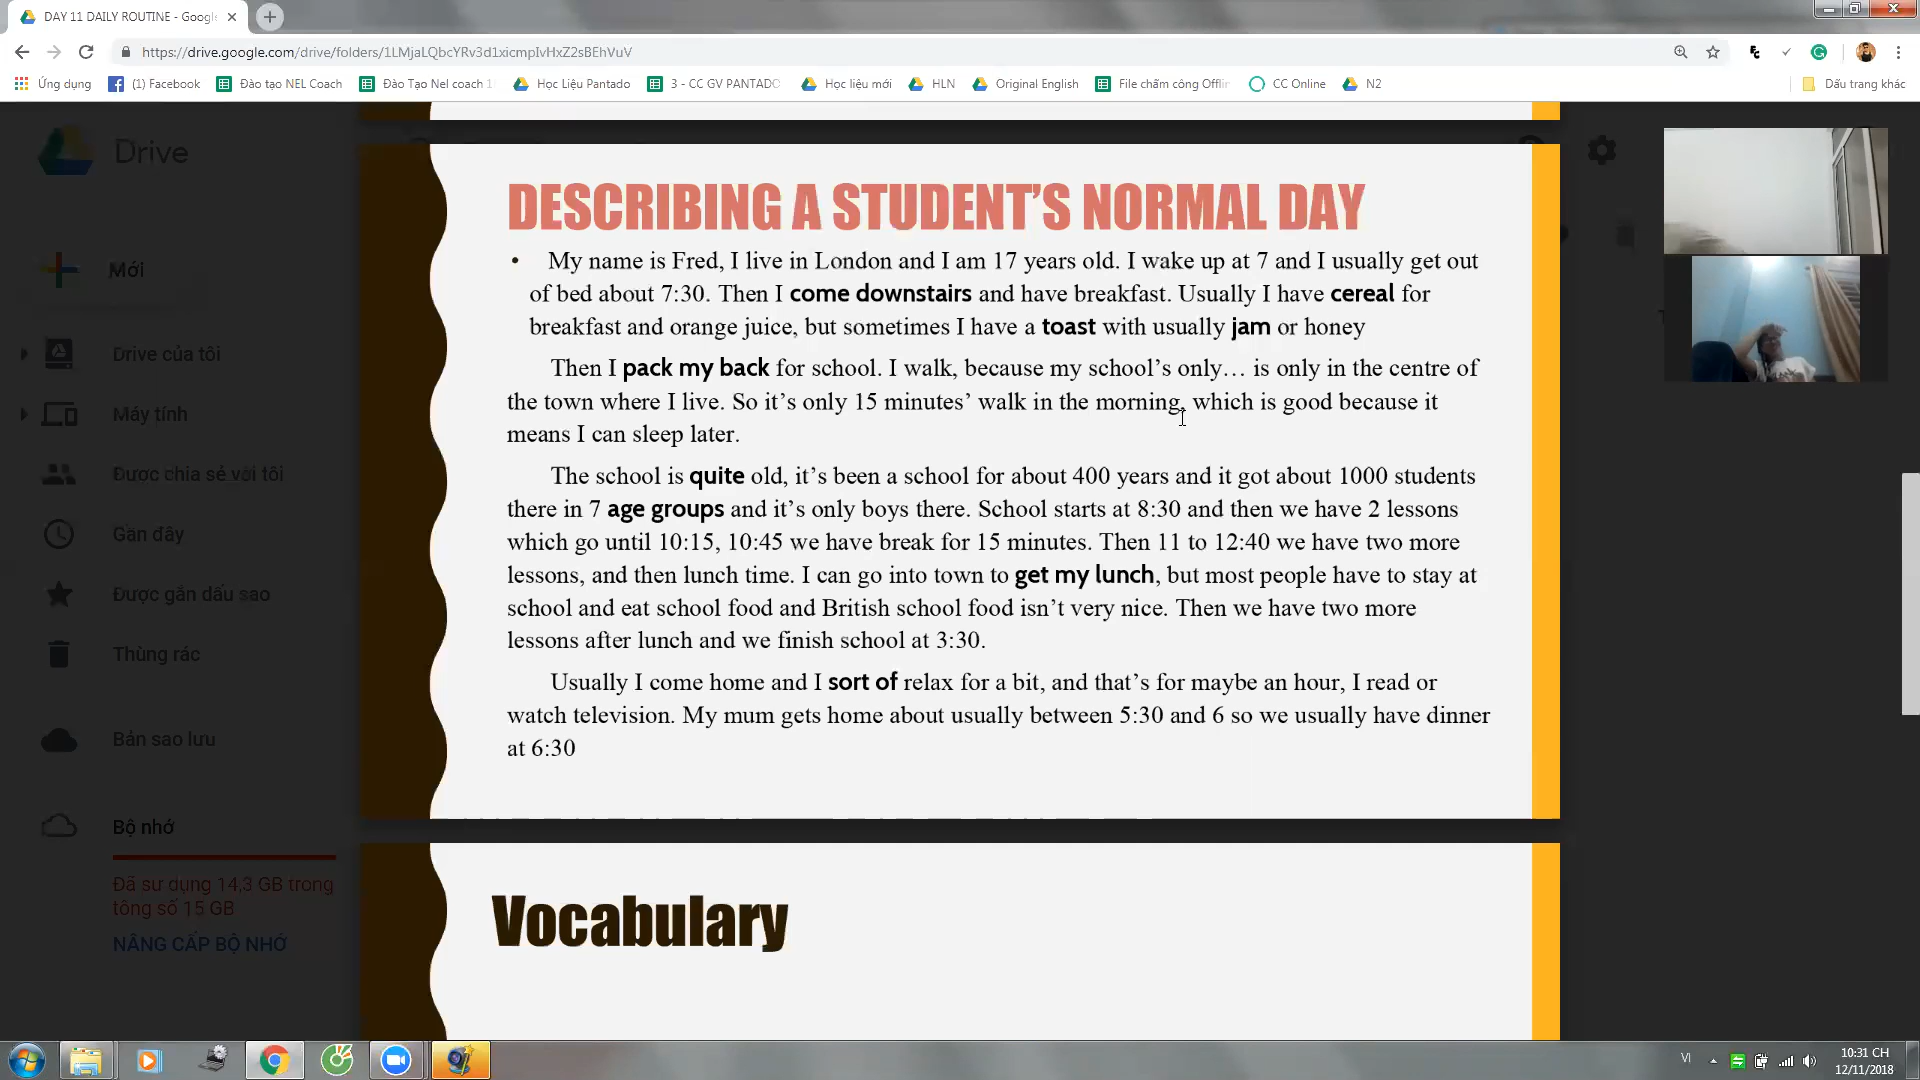 DAY 11 DAILY ROUTINE - Googl
https://drive.google.com/drive/folders/1LMjaLQbcYRv3d1xicmpIvHxZ2sBEhVuV
Ứng dụng (1) Facebook Đào tạo NEL Coach Đào Tạo Nel coach 1 Học Liệu Pantado 3 - CC GV PANTADO Học liệu mới HLN Original English File chấm công Offlin CC Online N2 Dấu trang khác
Drive
Mới
Drive của tôi
Máy tính
Được chia sẻ với tôi
Gần đây
Được gắn dấu sao
Thùng rác
Bản sao lưu
Bộ nhớ
Đã sử dụng 14,3 GB trong
tổng số 15 GB
NÂNG CẤP BỘ NHỚ
DESCRIBING A STUDENT'S NORMAL DAY
• My name is Fred, I live in London and I am 17 years old. I wake up at 7 and I usually get out
of bed about 7:30. Then I come downstairs and have breakfast. Usually I have cereal for
breakfast and orange juice, but sometimes I have a toast with usually jam or honey
Then I pack my back for school. I walk, because my school's only… is only in the centre of
the town where I live. So it's only 15 minutes' walk in the morning, which is good because it
means I can sleep later.
The school is quite old, it's been a school for about 400 years and it got about 1000 students
there in 7 age groups and it's only boys there. School starts at 8:30 and then we have 2 lessons
which go until 10:15, 10:45 we have break for 15 minutes. Then 11 to 12:40 we have two more
lessons, and then lunch time. I can go into town to get my lunch, but most people have to stay at
school and eat school food and British school food isn't very nice. Then we have two more
lessons after lunch and we finish school at 3:30.
Usually I come home and I sort of relax for a bit, and that's for maybe an hour, I read or
watch television. My mum gets home about usually between 5:30 and 6 so we usually have dinner
at 6:30
Vocabulary
VI
10:31 CH
12/11/2018